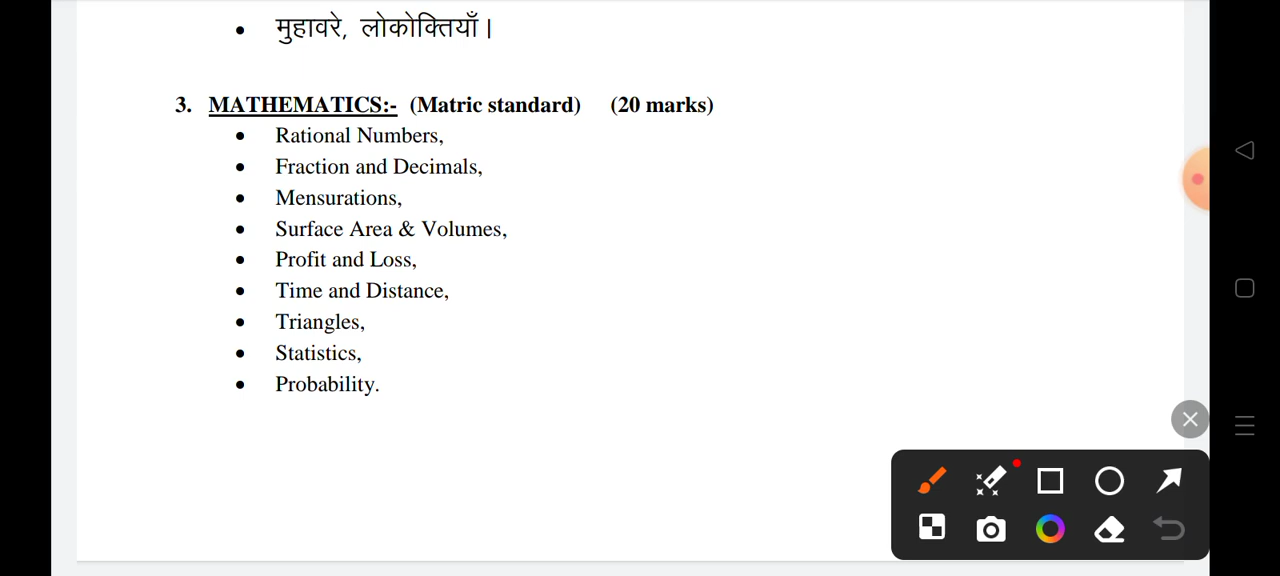 • मुहावरे, लोकोक्तियाँ |
3. MATHEMATICS:- (Matric standard) (20 marks)
• Rational Numbers,
• Fraction and Decimals,
• Mensurations,
• Surface Area & Volumes,
• Profit and Loss,
• Time and Distance,
• Triangles,
• Statistics,
• Probability.